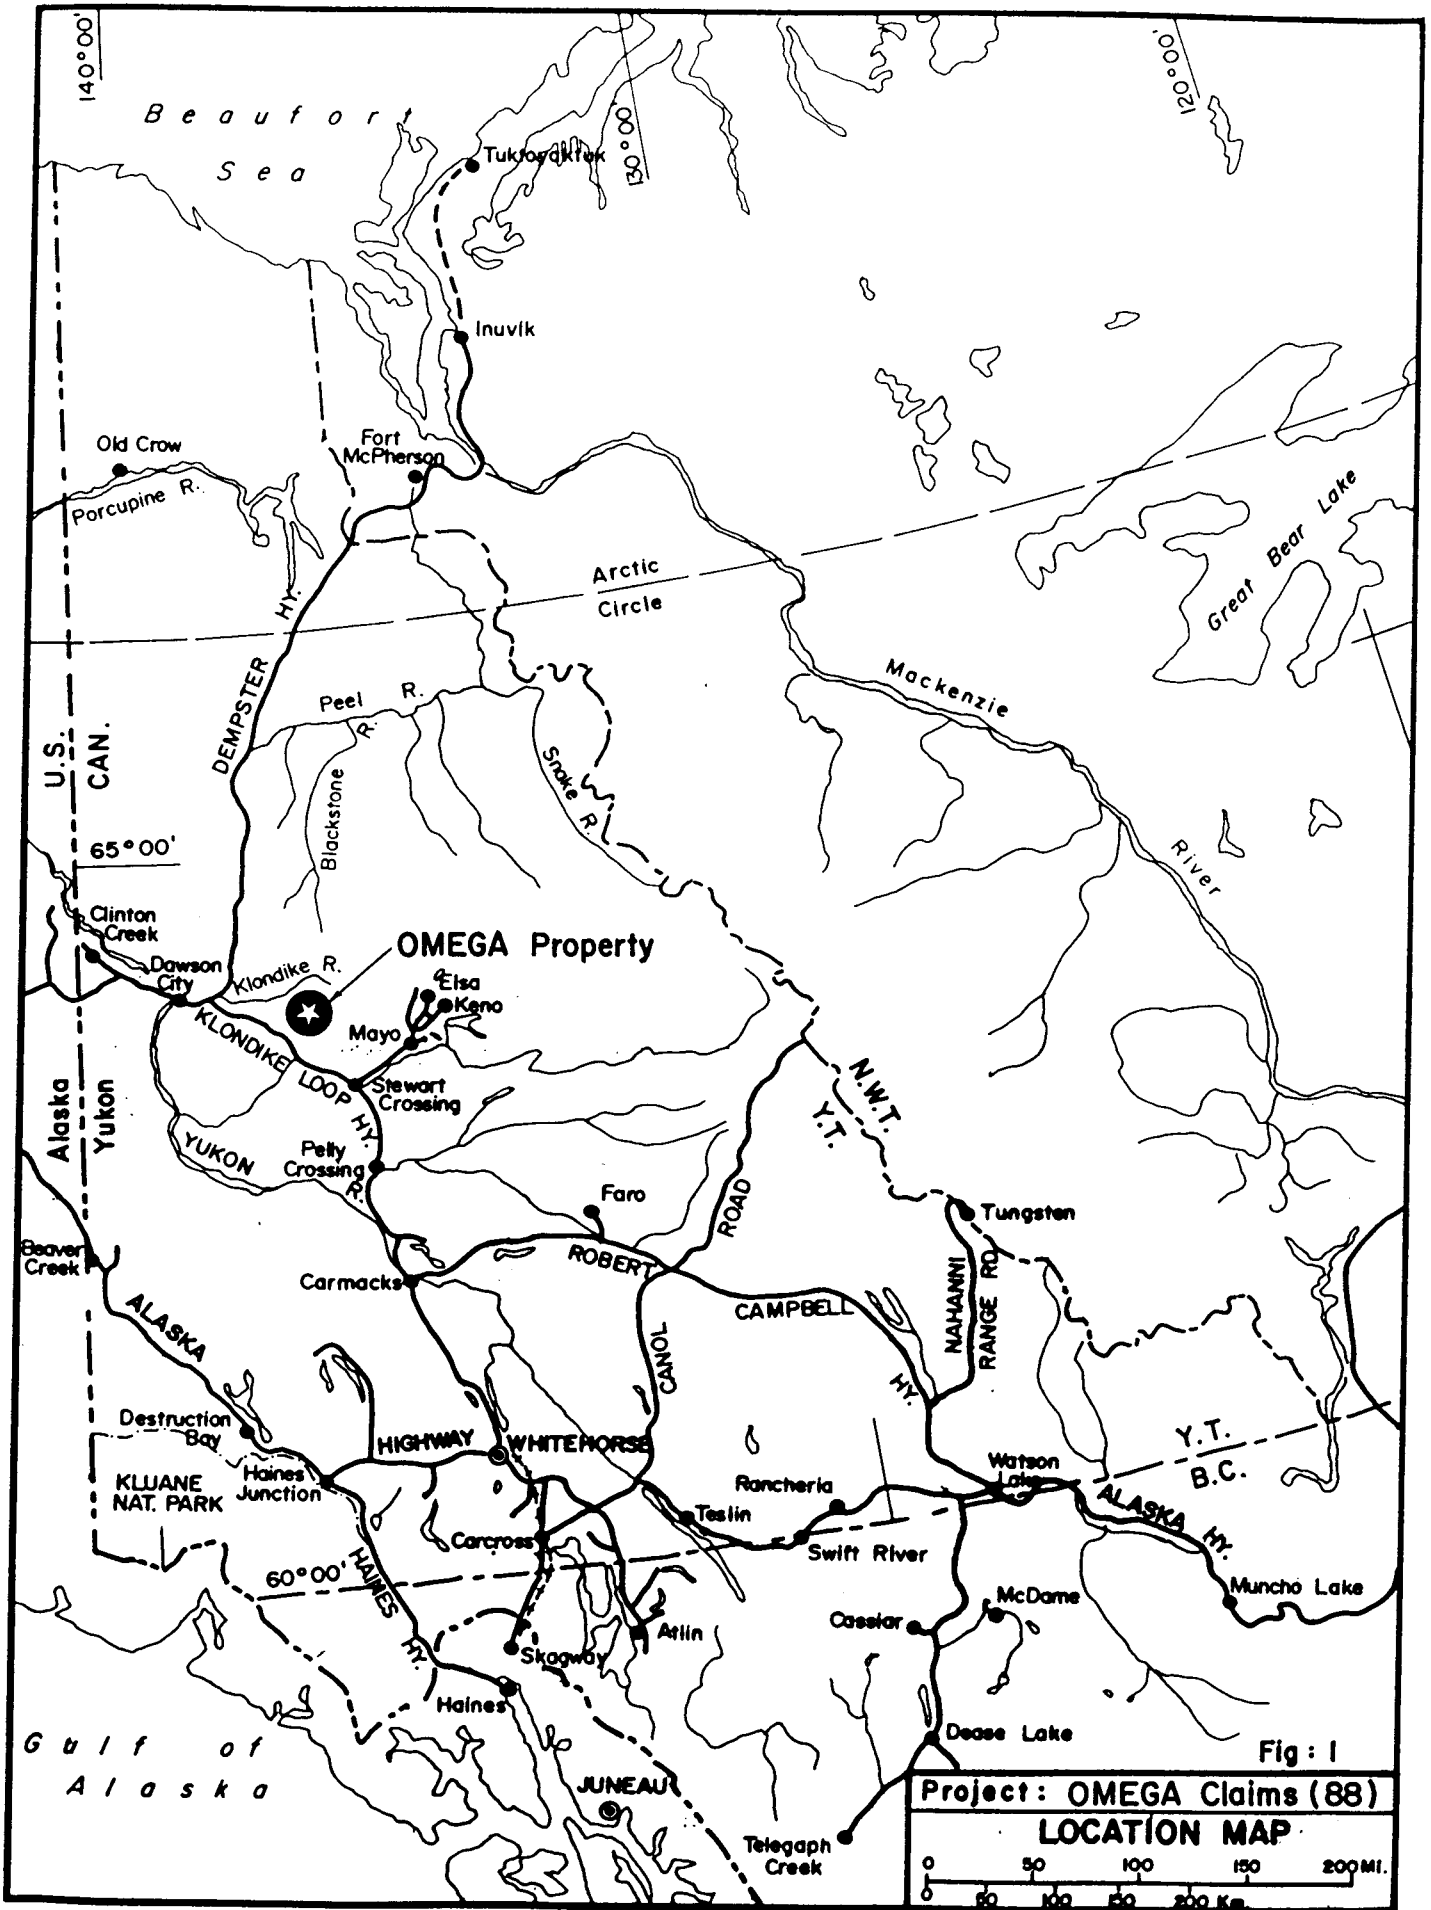 140°00'
130°00'
120°00'
Beaufort
Sea
Tuktoyaktuk
Inuvik
Old Crow
Porcupine R.
Fort
McPherson
Arctic
Circle
Great Bear Lake
DEMPSTER HY.
Peel R.
Blackstone R.
Snake R.
Mackenzie
River
U.S.
CAN.
65°00'
Clinton
Creek
Dawson
City
Klondike R.
OMEGA Property
Elsa
Keno
Mayo
KLONDIKE LOOP HY.
Stewart
Crossing
Alaska
Yukon
YUKON R.
Pelly
Crossing
N.W.T.
Y.T.
Faro
ROAD
Tungsten
Beaver
Creek
Carmacks
ROBERT CAMPBELL HY.
NAHANNI
RANGE RD.
ALASKA
CANOL
Destruction
Bay
HIGHWAY
WHITEHORSE
Haines
Junction
KLUANE
NAT. PARK
Rancheria
Watson
Lake
Y.T.
B.C.
ALASKA HY.
Teslin
Carcross
Swift River
60°00'
HAINES HY.
Muncho Lake
McDame
Cassiar
Atlin
Skagway
Haines
Dease Lake
Gulf of
Alaska
JUNEAU
Telegaph
Creek
Fig : 1
Project: OMEGA Claims (88)
LOCATION MAP
0 50 100 150 200 MI.
0 50 100 150 200 Km.